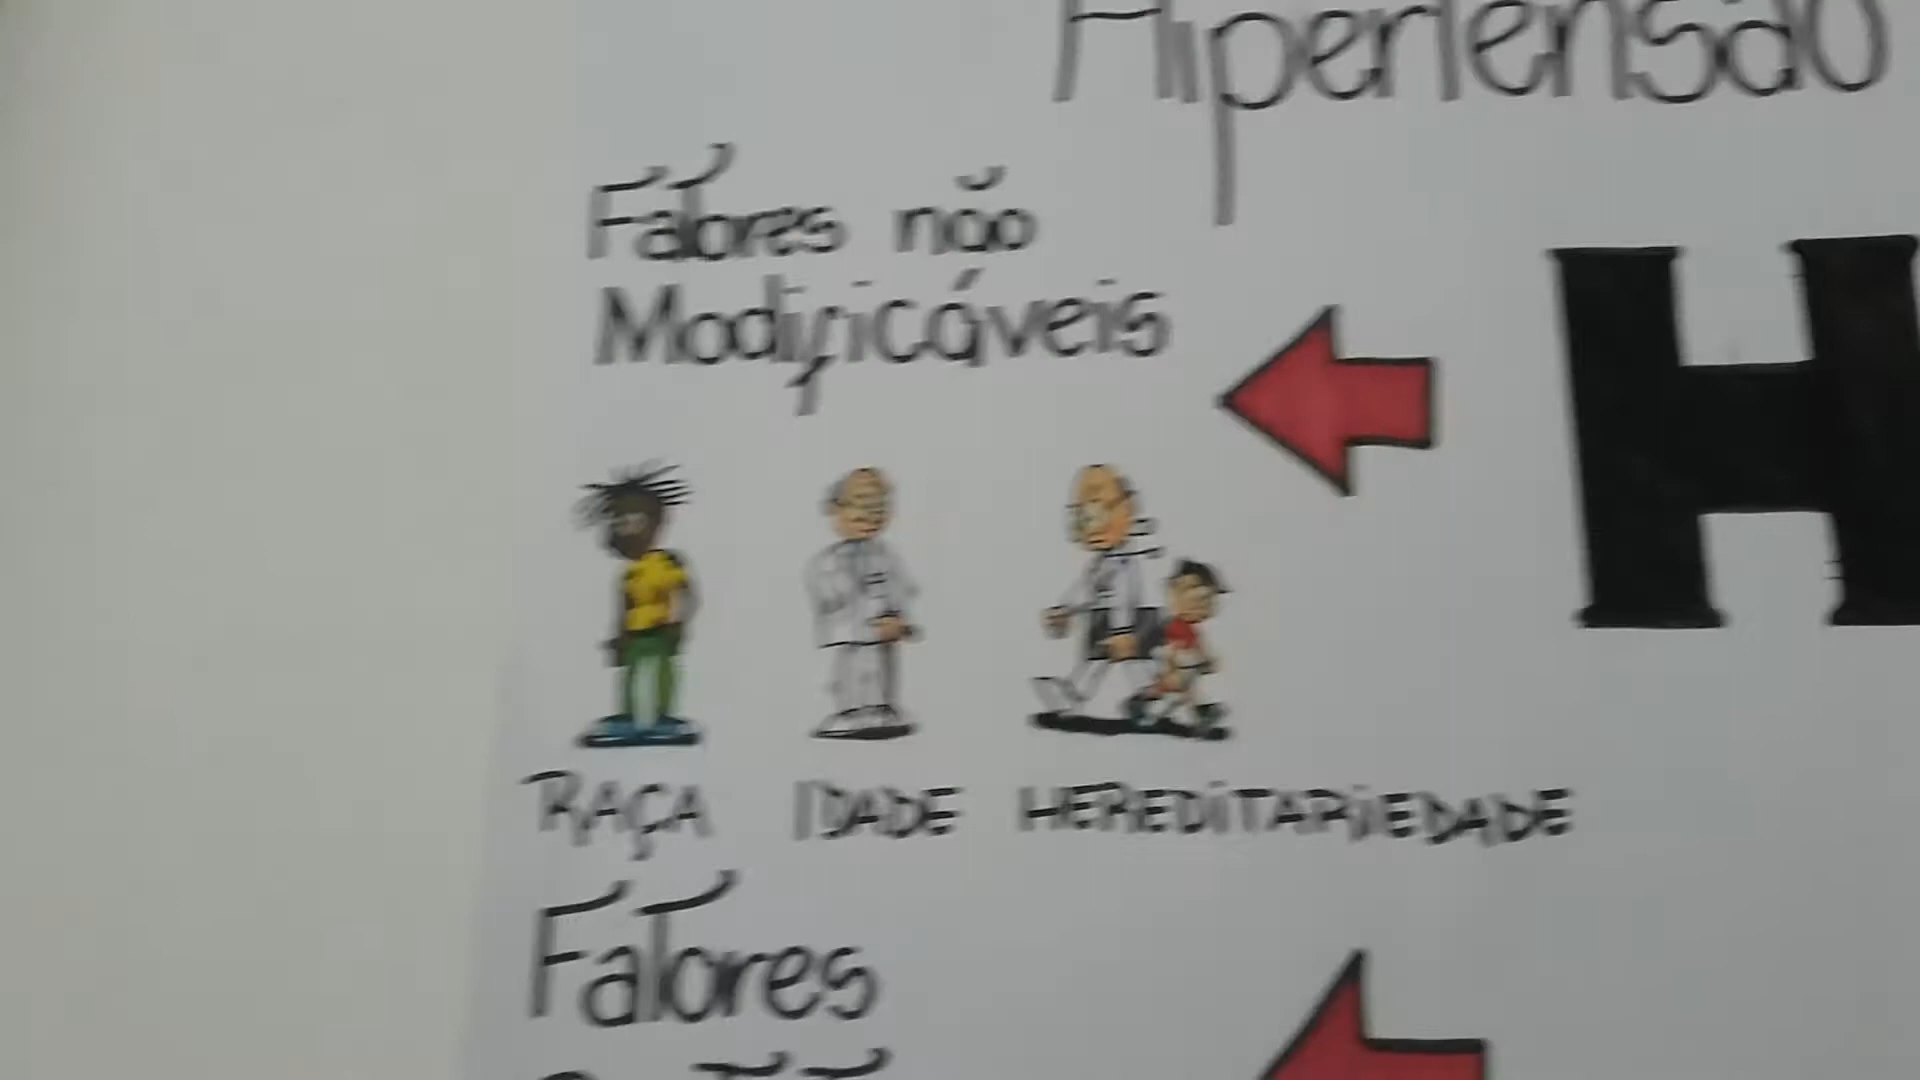 Hipertensão
Fatores não
Modificáveis
H
RAÇA IDADE HEREDITARIEDADE
Fatores